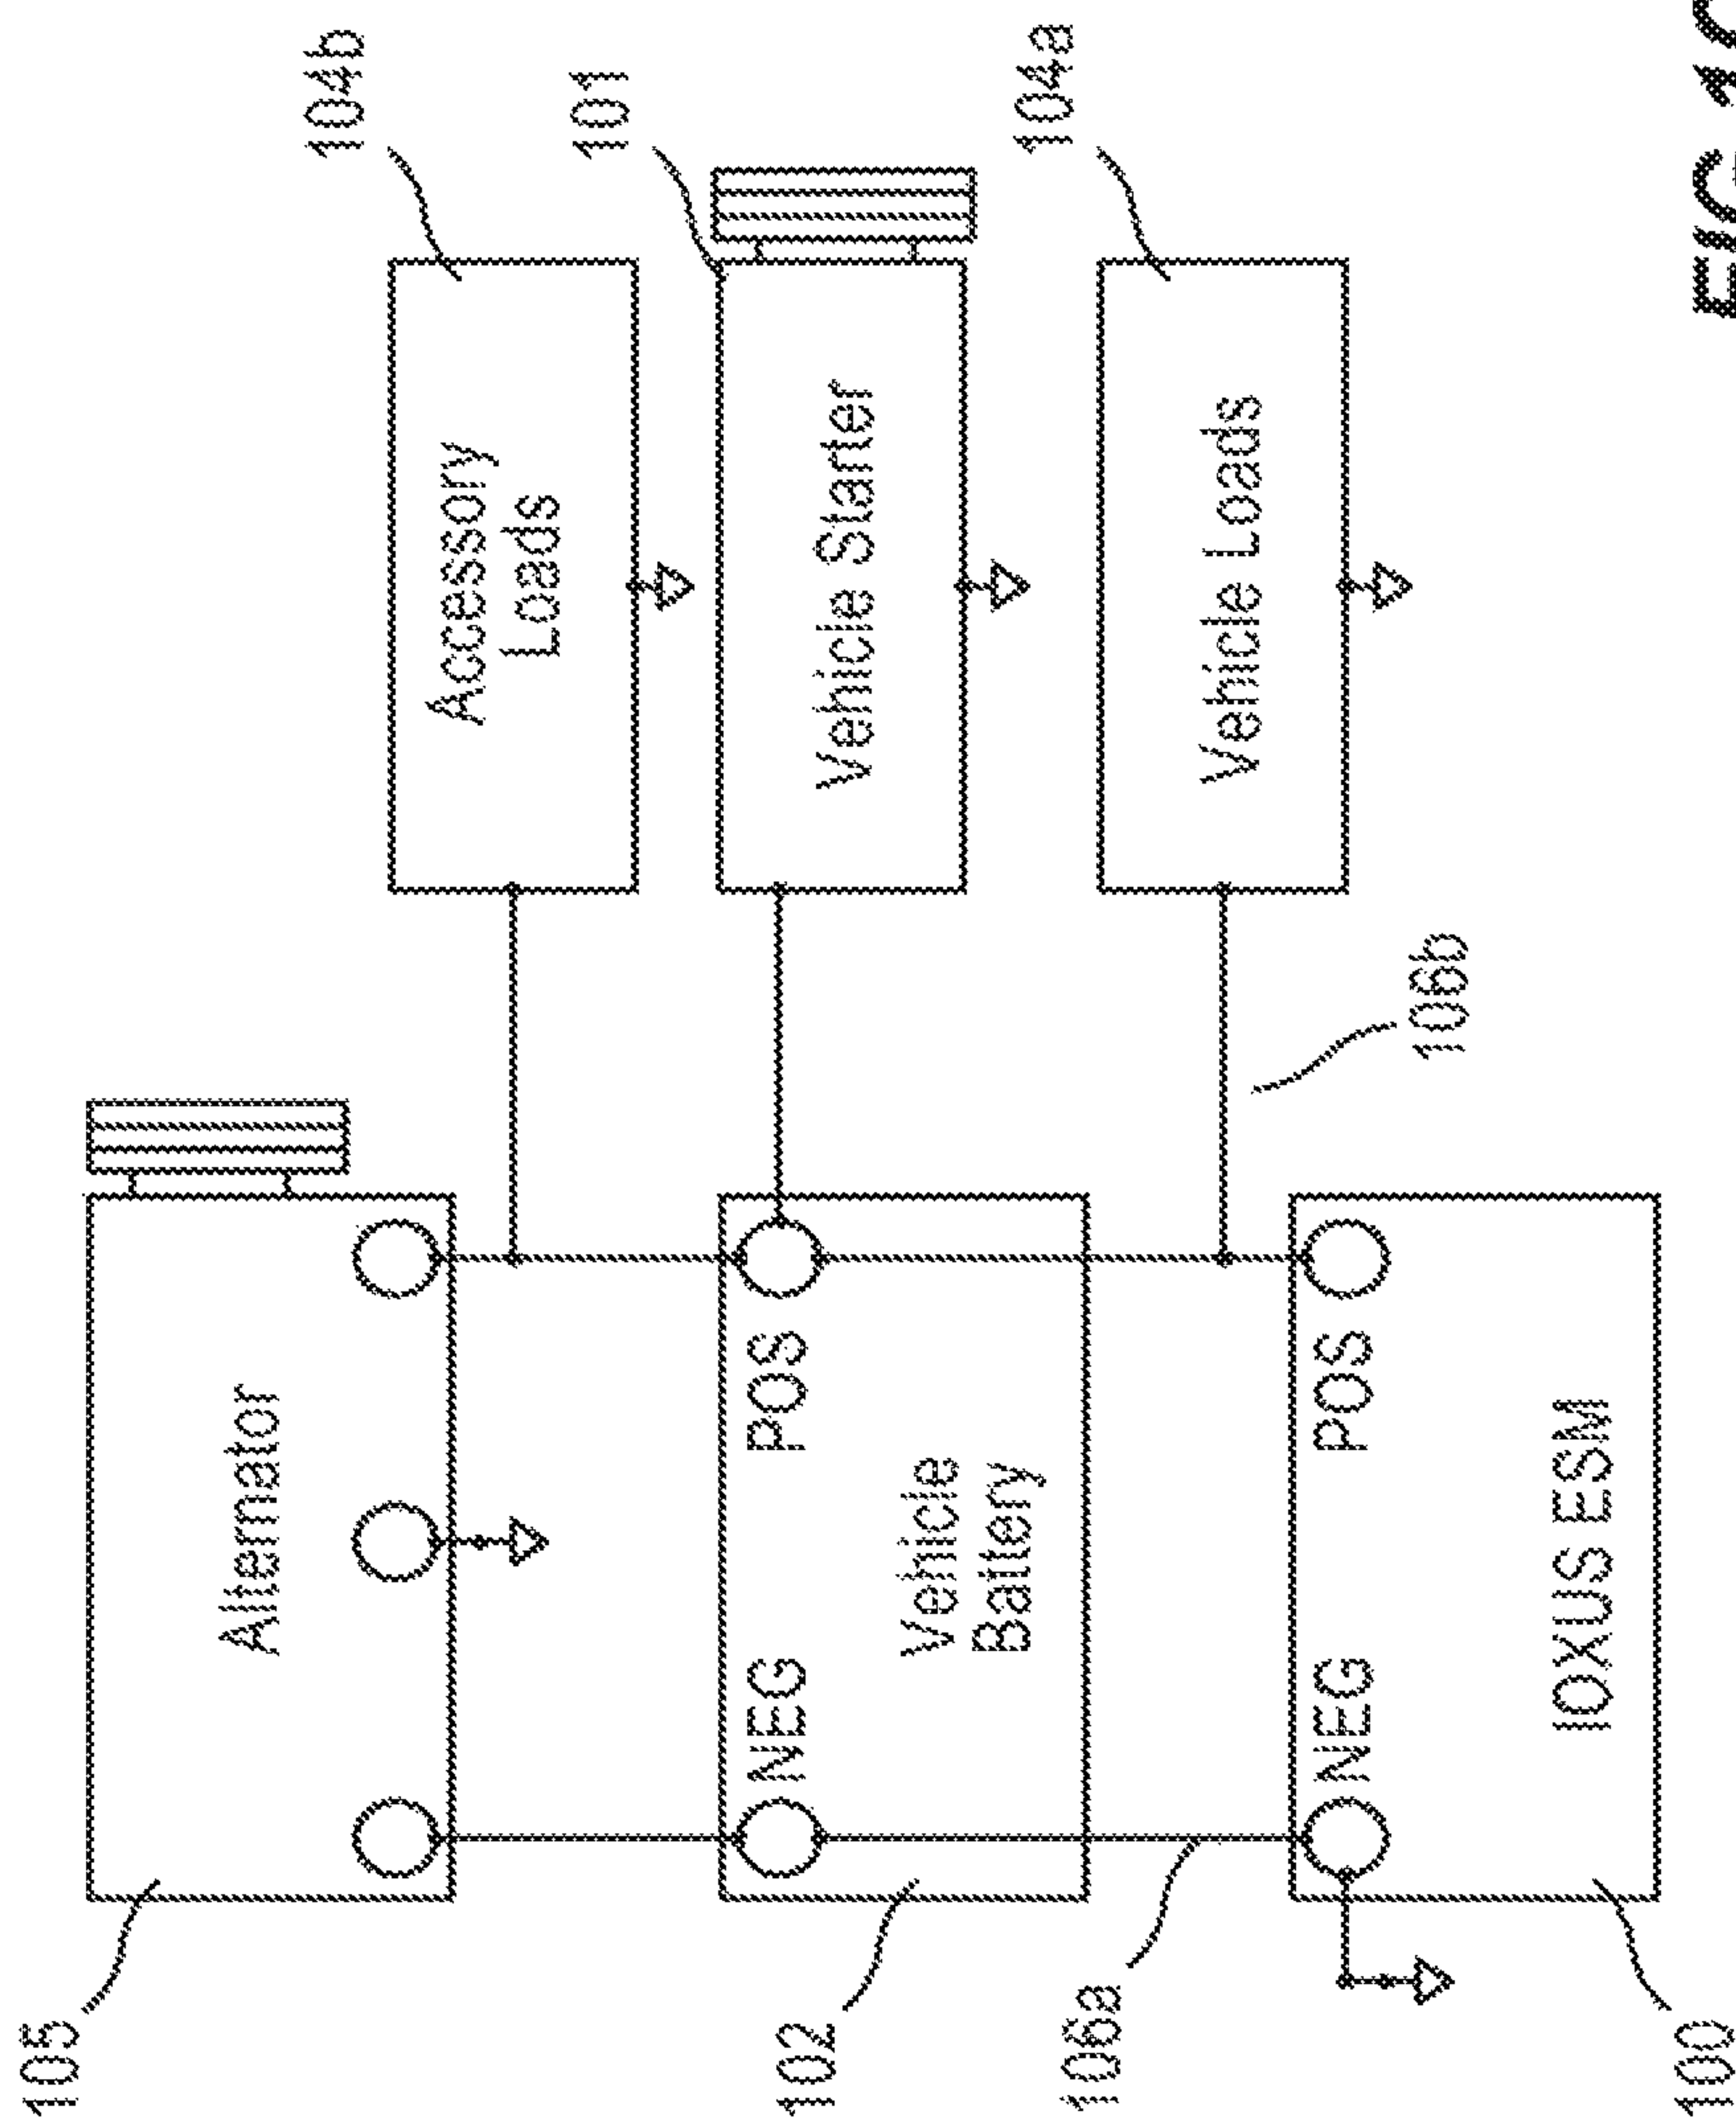 105
Alternator
104b
Accessory
Loads
101
Vehicle Starter
102
NEG
POS
Vehicle
Battery
106a
104a
Vehicle Loads
106b
NEG
POS
IOXUS ESM
100